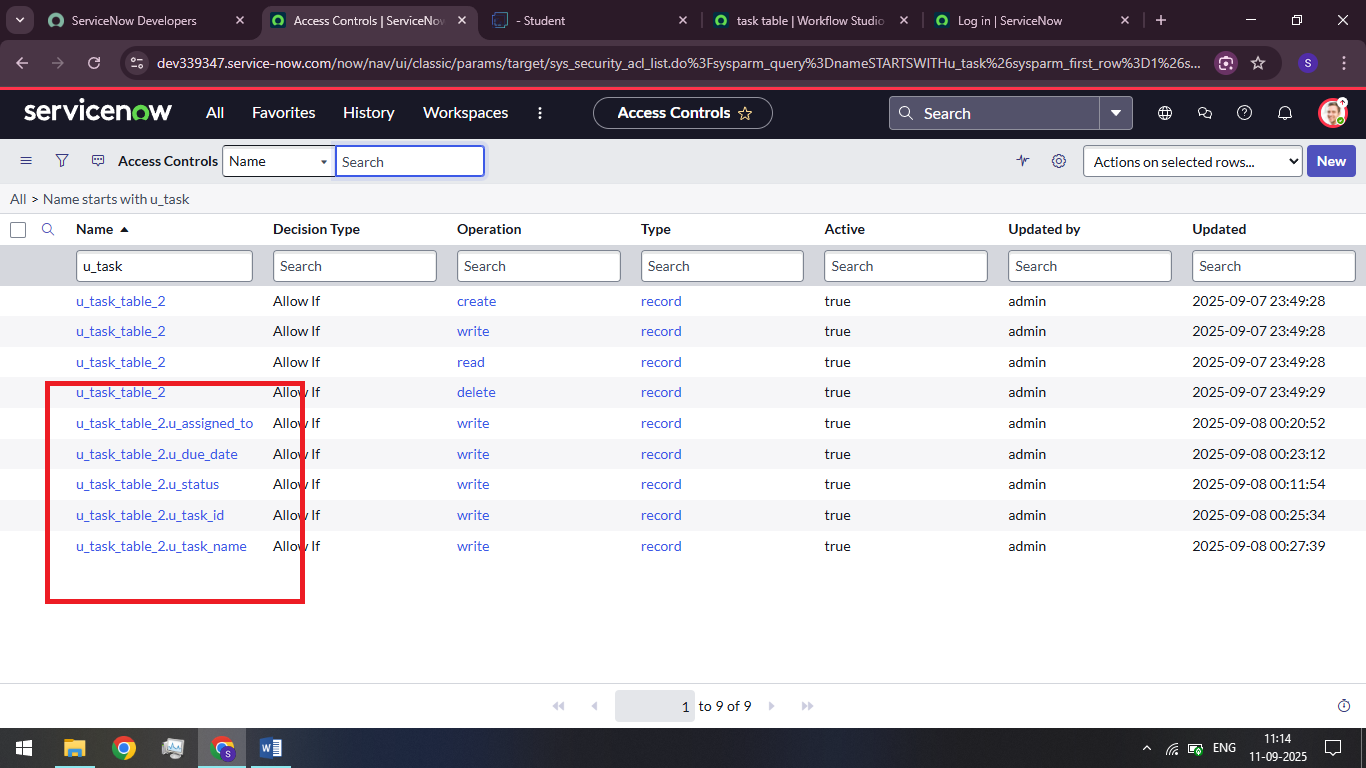 ServiceNow Developers
Access Controls | ServiceNow
- Student
task table | Workflow Studio
Log in | ServiceNow
dev339347.service-now.com/now/nav/ui/classic/params/target/sys_security_acl_list.do%3Fsysparm_query%3DnameSTARTSWITHu_task%26sysparm_first_row%3D1%26s...
S
servicenow
All
Favorites
History
Workspaces
Access Controls
Search
Access Controls
Name
Search
Actions on selected rows...
New
All > Name starts with u_task
Name Decision Type Operation Type Active Updated by Updated
u_task Search Search Search Search Search Search
u_task_table_2 Allow If create record true admin 2025-09-07 23:49:28
u_task_table_2 Allow If write record true admin 2025-09-07 23:49:28
u_task_table_2 Allow If read record true admin 2025-09-07 23:49:28
u_task_table_2 Allow If delete record true admin 2025-09-07 23:49:29
u_task_table_2.u_assigned_to Allow If write record true admin 2025-09-08 00:20:52
u_task_table_2.u_due_date Allow If write record true admin 2025-09-08 00:23:12
u_task_table_2.u_status Allow If write record true admin 2025-09-08 00:11:54
u_task_table_2.u_task_id Allow If write record true admin 2025-09-08 00:25:34
u_task_table_2.u_task_name Allow If write record true admin 2025-09-08 00:27:39
1 to 9 of 9
S
W
ENG
11:14
11-09-2025